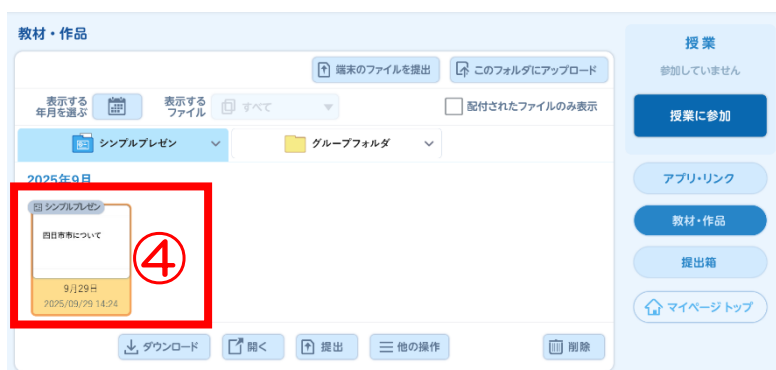 教材・作品
端末のファイルを提出
このフォルダにアップロード
表示する
年月を選ぶ
表示する
ファイル
すべて
配付されたファイルのみ表示
シンプルプレゼン
グループフォルダ
2025年9月
シンプルプレゼン
四日市市について
④
9月29日
2025/09/29 14:24
ダウンロード
開く
提出
他の操作
削除
授業
参加していません
授業に参加
アプリ・リンク
教材・作品
提出箱
マイページ トップ